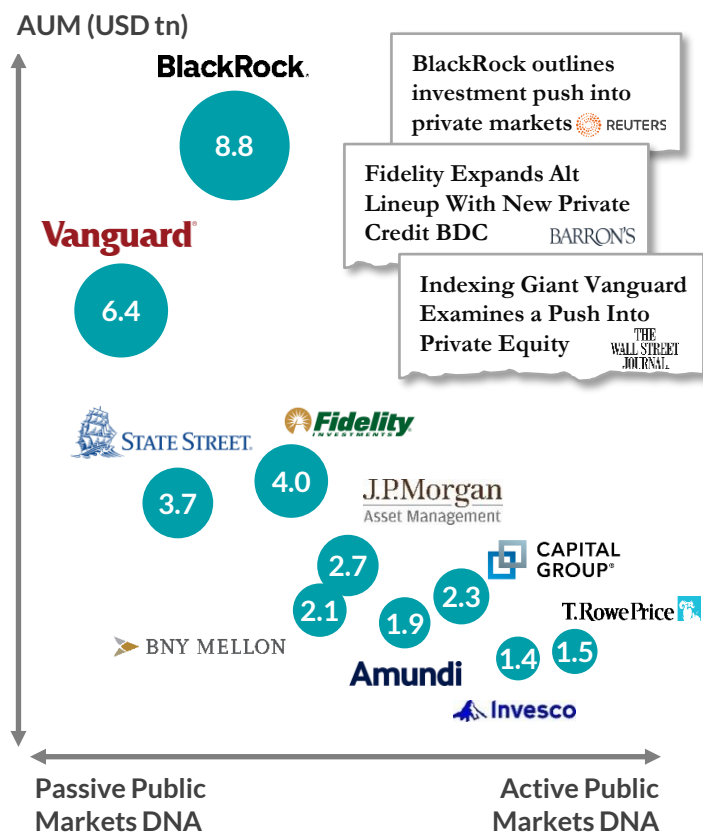 AUM (USD tn)
BlackRock.
8.8
BlackRock outlines
investment push into
private markets REUTERS
Fidelity Expands Alt
Lineup With New Private
Credit BDC BARRON'S
Indexing Giant Vanguard
Examines a Push Into
Private Equity
THE
WALL STREET
JOURNAL.
Vanguard®
6.4
STATE STREET.
3.7
Fidelity
INVESTMENTS
4.0
J.P.Morgan
Asset Management
2.7
2.1
BNY MELLON
1.9
Amundi
CAPITAL
GROUP®
2.3
T.RowePrice
1.4
1.5
Invesco
Passive Public
Markets DNA
Active Public
Markets DNA